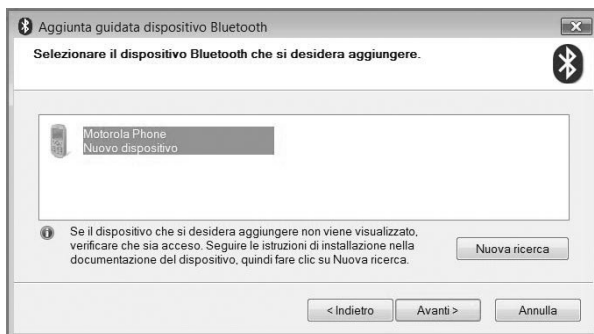 Aggiunta guidata dispositivo Bluetooth
Selezionare il dispositivo Bluetooth che si desidera aggiungere.
Motorola Phone
Nuovo dispositivo
Se il dispositivo che si desidera aggiungere non viene visualizzato,
verificare che sia acceso. Seguire le istruzioni di installazione nella
documentazione del dispositivo, quindi fare clic su Nuova ricerca.
Nuova ricerca
< Indietro
Avanti >
Annulla